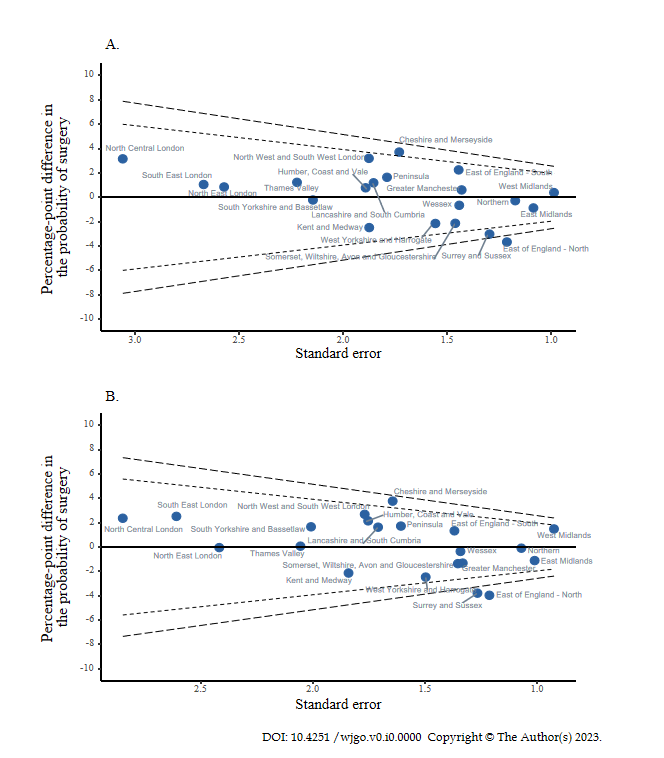 A.
Percentage-point difference in
the probability of surgery
10
8
6
4
2
0
-2
-4
-6
-8
-10
North Central London
South East London
North East London
Thames Valley
South Yorkshire and Bassetlaw
North West and South West London
Humber, Coast and Vale
Lancashire and South Cumbria
Kent and Medway
Cheshire and Merseyside
Peninsula
Greater Manchester
East of England - South
West Midlands
Wessex
Northern
East Midlands
West Yorkshire and Harrogate
Somerset, Wiltshire, Avon and Gloucestershire
Surrey and Sussex
East of England - North
3.0
2.5
2.0
1.5
1.0
Standard error
B.
Percentage-point difference in
the probability of surgery
10
8
6
4
2
0
-2
-4
-6
-8
-10
Cheshire and Merseyside
South East London
North West and South West London
Humber, Coast and Vale
North Central London
South Yorkshire and Bassetlaw
Peninsula
East of England - South
West Midlands
Lancashire and South Cumbria
North East London
Thames Valley
Wessex
Northern
Somerset, Wiltshire, Avon and Gloucestershire
Greater Manchester
East Midlands
Kent and Medway
West Yorkshire and Harrogate
East of England - North
Surrey and Sussex
2.5
2.0
1.5
1.0
Standard error
DOI: 10.4251/wjgo.v0.i0.0000 Copyright © The Author(s) 2023.